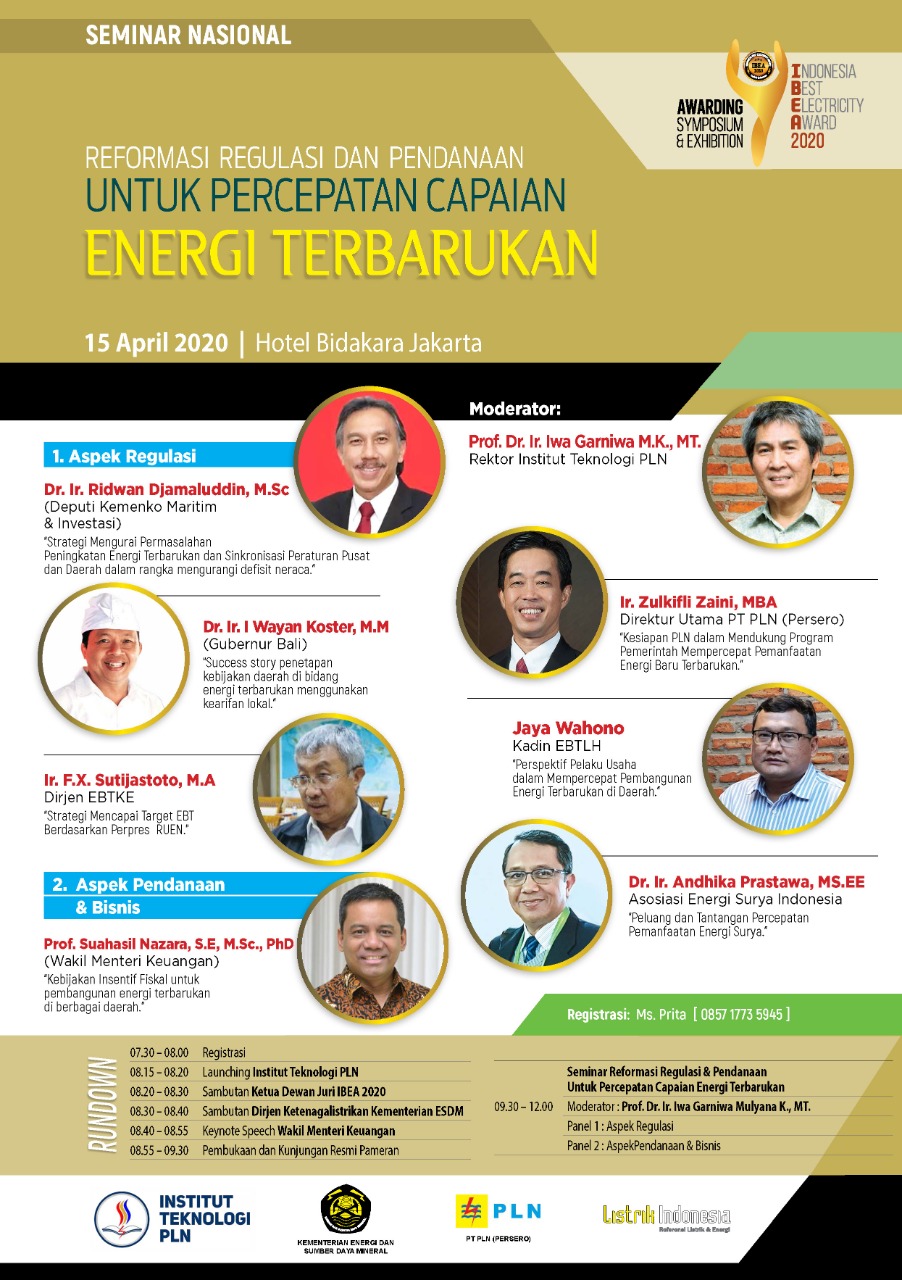 SEMINAR NASIONAL
AWARDING
SYMPOSIUM
& EXHIBITION
IBEA
INDONESIA
BEST
ELECTRICITY
AWARD
2020
REFORMASI REGULASI DAN PENDANAAN
UNTUK PERCEPATAN CAPAIAN
ENERGI TERBARUKAN
15 April 2020 | Hotel Bidakara Jakarta
1. Aspek Regulasi
Dr. Ir. Ridwan Djamaluddin, M.Sc
(Deputi Kemenko Maritim
& Investasi)
"Strategi Mengurai Permasalahan
Peningkatan Energi Terbarukan dan Sinkronisasi Peraturan Pusat
dan Daerah dalam rangka mengurangi defisit neraca."
Dr. Ir. I Wayan Koster, M.M
(Gubernur Bali)
"Success story penetapan
kebijakan daerah di bidang
energi terbarukan menggunakan
kearifan lokal."
Ir. F.X. Sutijastoto, M.A
Dirjen EBTKE
"Strategi Mencapai Target EBT
Berdasarkan Perpres RUEN."
2. Aspek Pendanaan
& Bisnis
Prof. Suahasil Nazara, S.E, M.Sc., PhD
(Wakil Menteri Keuangan)
"Kebijakan Insentif Fiskal untuk
pembangunan energi terbarukan
di berbagai daerah."
Moderator:
Prof. Dr. Ir. Iwa Garniwa M.K., MT.
Rektor Institut Teknologi PLN
Ir. Zulkifli Zaini, MBA
Direktur Utama PT PLN (Persero)
"Kesiapan PLN dalam Mendukung Program
Pemerintah Mempercepat Pemanfaatan
Energi Baru Terbarukan."
Jaya Wahono
Kadin EBTLH
"Perspektif Pelaku Usaha
dalam Mempercepat Pembangunan
Energi Terbarukan di Daerah."
Dr. Ir. Andhika Prastawa, MS.EE
Asosiasi Energi Surya Indonesia
"Peluang dan Tantangan Percepatan
Pemanfaatan Energi Surya."
Registrasi: Ms. Prita [ 0857 1773 5945 ]
RUNDOWN
07.30 – 08.00 Registrasi
08.15 – 08.20 Launching Institut Teknologi PLN
08.20 – 08.30 Sambutan Ketua Dewan Juri IBEA 2020
08.30 – 08.40 Sambutan Dirjen Ketenagalistrikan Kementerian ESDM
08.40 – 08.55 Keynote Speech Wakil Menteri Keuangan
08.55 – 09.30 Pembukaan dan Kunjungan Resmi Pameran
Seminar Reformasi Regulasi & Pendanaan
Untuk Percepatan Capaian Energi Terbarukan
09.30 – 12.00 Moderator : Prof. Dr. Ir. Iwa Garniwa Mulyana K., MT.
Panel 1 : Aspek Regulasi
Panel 2 : AspekPendanaan & Bisnis
INSTITUT
TEKNOLOGI
PLN
KEMENTERIAN ENERGI DAN
SUMBER DAYA MINERAL
PLN
PT PLN (PERSERO)
Listrik Indonesia
Referensi Listrik & Energi